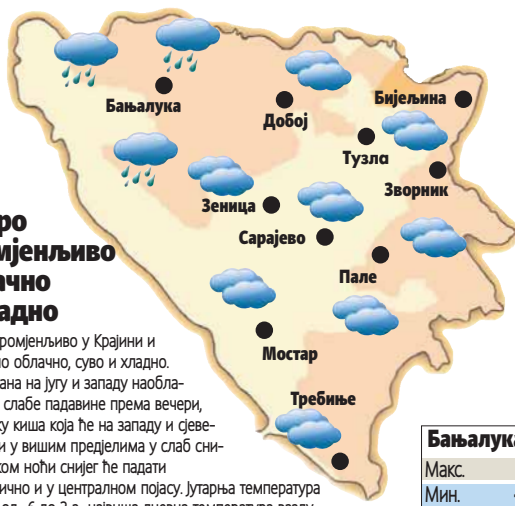 Бањалука
Добој
Бијељина
Тузла
Зворник
Зеница
Сарајево
Пале
Мостар
Требиње
ро
мјенљиво
ачно
адно
ромјенљиво у Крајини и
но облачно, суво и хладно.
ана на југу и западу наобла-
слабе падавине према вечери,
ку киша која ће на западу и сјеве-
и у вишим предјелима у слаб сни-
ком ноћи снијег ће падати
ично и у централном појасу. Јутарња температура
Бањалука
Макс.
Мин.